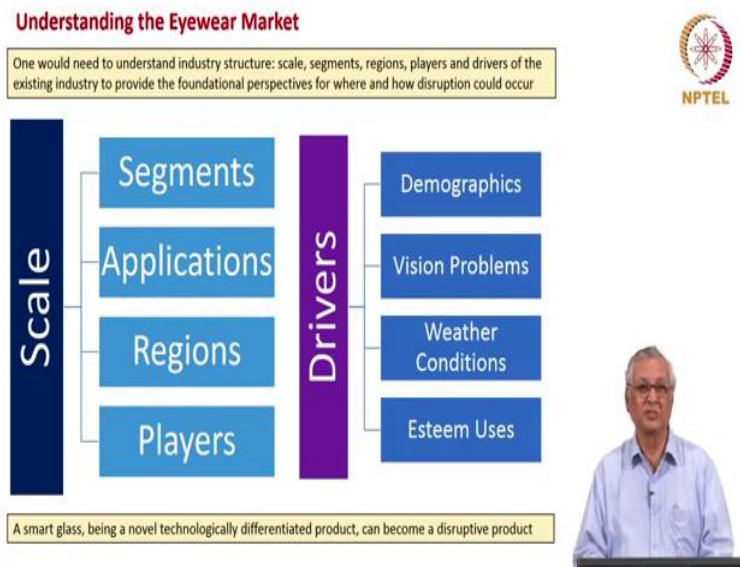 Understanding the Eyewear Market
One would need to understand industry structure: scale, segments, regions, players and drivers of the
existing industry to provide the foundational perspectives for where and how disruption could occur
NPTEL
Scale
Segments
Applications
Regions
Players
Drivers
Demographics
Vision Problems
Weather
Conditions
Esteem Uses
A smart glass, being a novel technologically differentiated product, can become a disruptive product